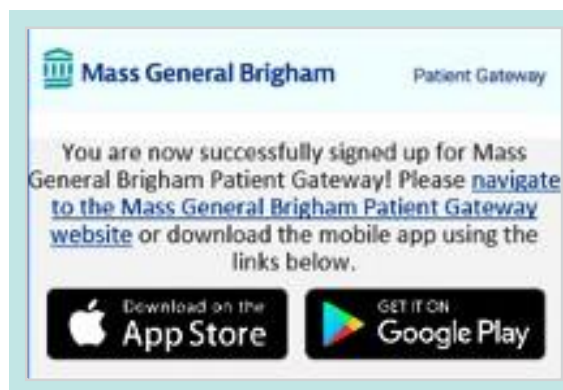 Mass General Brigham Patient Gateway
You are now successfully signed up for Mass
General Brigham Patient Gateway! Please navigate
to the Mass General Brigham Patient Gateway
website or download the mobile app using the
links below.
Download on the
App Store
GET IT ON
Google Play